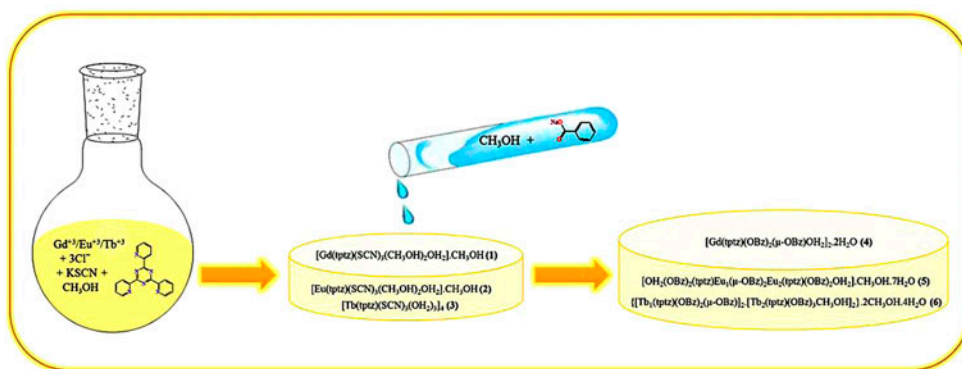 Gd⁺³/Eu⁺³/Tb⁺³
+ 3Cl⁻
+ KSCN +
CH₃OH
CH₃OH +
NaO
O
[Gd(tptz)(SCN)₃(CH₃OH)₂OH₂].CH₃OH (1)
[Eu(tptz)(SCN)₃(CH₃OH)₂OH₂].CH₃OH (2)
[Tb(tptz)(SCN)₃(OH₂)₃]₄ (3)
[Gd(tptz)(OBz)₂(μ-OBz)OH₂]₂.2H₂O (4)
[OH₂(OBz)₂(tptz)Eu₁(μ-OBz)₂Eu₂(tptz)(OBz)₂OH₂].CH₃OH.7H₂O (5)
{[Tb₁(tptz)(OBz)₂(μ-OBz)]₂.[Tb₂(tptz)(OBz)₃CH₃OH]₂}.2CH₃OH.4H₂O (6)